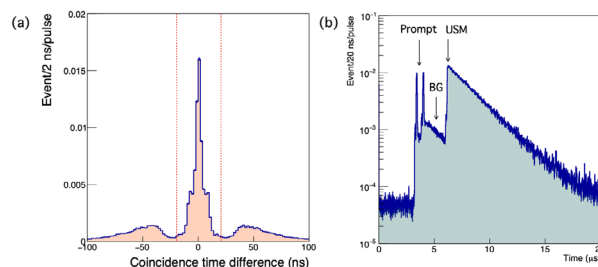 (a)
Event/2 ns/pulse
0.02
0.015
0.01
0.005
0
-100
-50
0
50
100
Coincidence time difference (ns)
(b)
Event/20 ns/pulse
10-1
10-2
10-3
10-4
10-5
Prompt
USM
BG
0
5
10
15
Time (μs